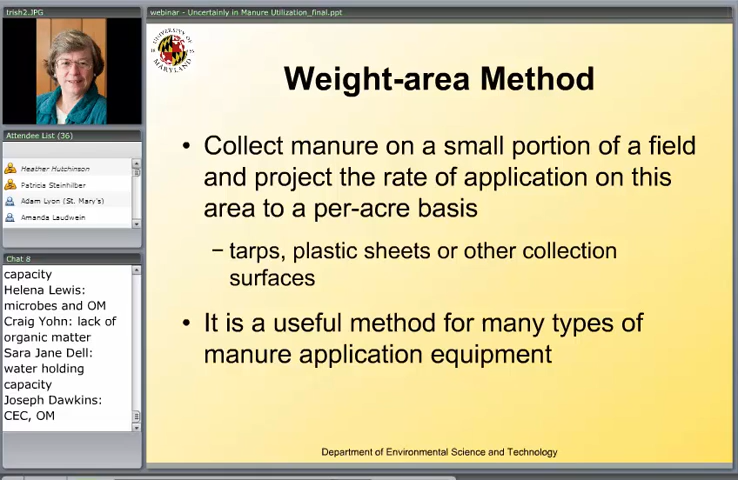 trish2.JPG
webinar - Uncertainly in Manure Utilization_final.ppt
UNIVERSITY OF
18 56
MARYLAND
Weight-area Method
• Collect manure on a small portion of a field
and project the rate of application on this
area to a per-acre basis
– tarps, plastic sheets or other collection
surfaces
• It is a useful method for many types of
manure application equipment
Department of Environmental Science and Technology
Attendee List (36)
Heather Hutchinson
Patricia Steinhilber
Adam Lyon (St. Mary's)
Amanda Laudwein
Chat 8
capacity
Helena Lewis:
microbes and OM
Craig Yohn: lack of
organic matter
Sara Jane Dell:
water holding
capacity
Joseph Dawkins:
CEC, OM